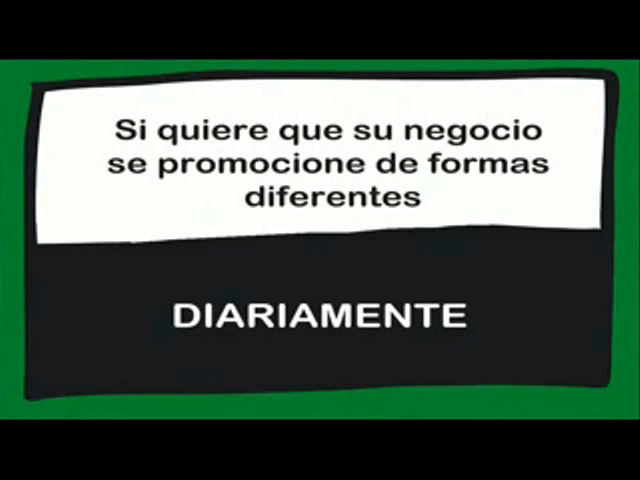 Si quiere que su negocio
se promocione de formas
diferentes
DIARIAMENTE